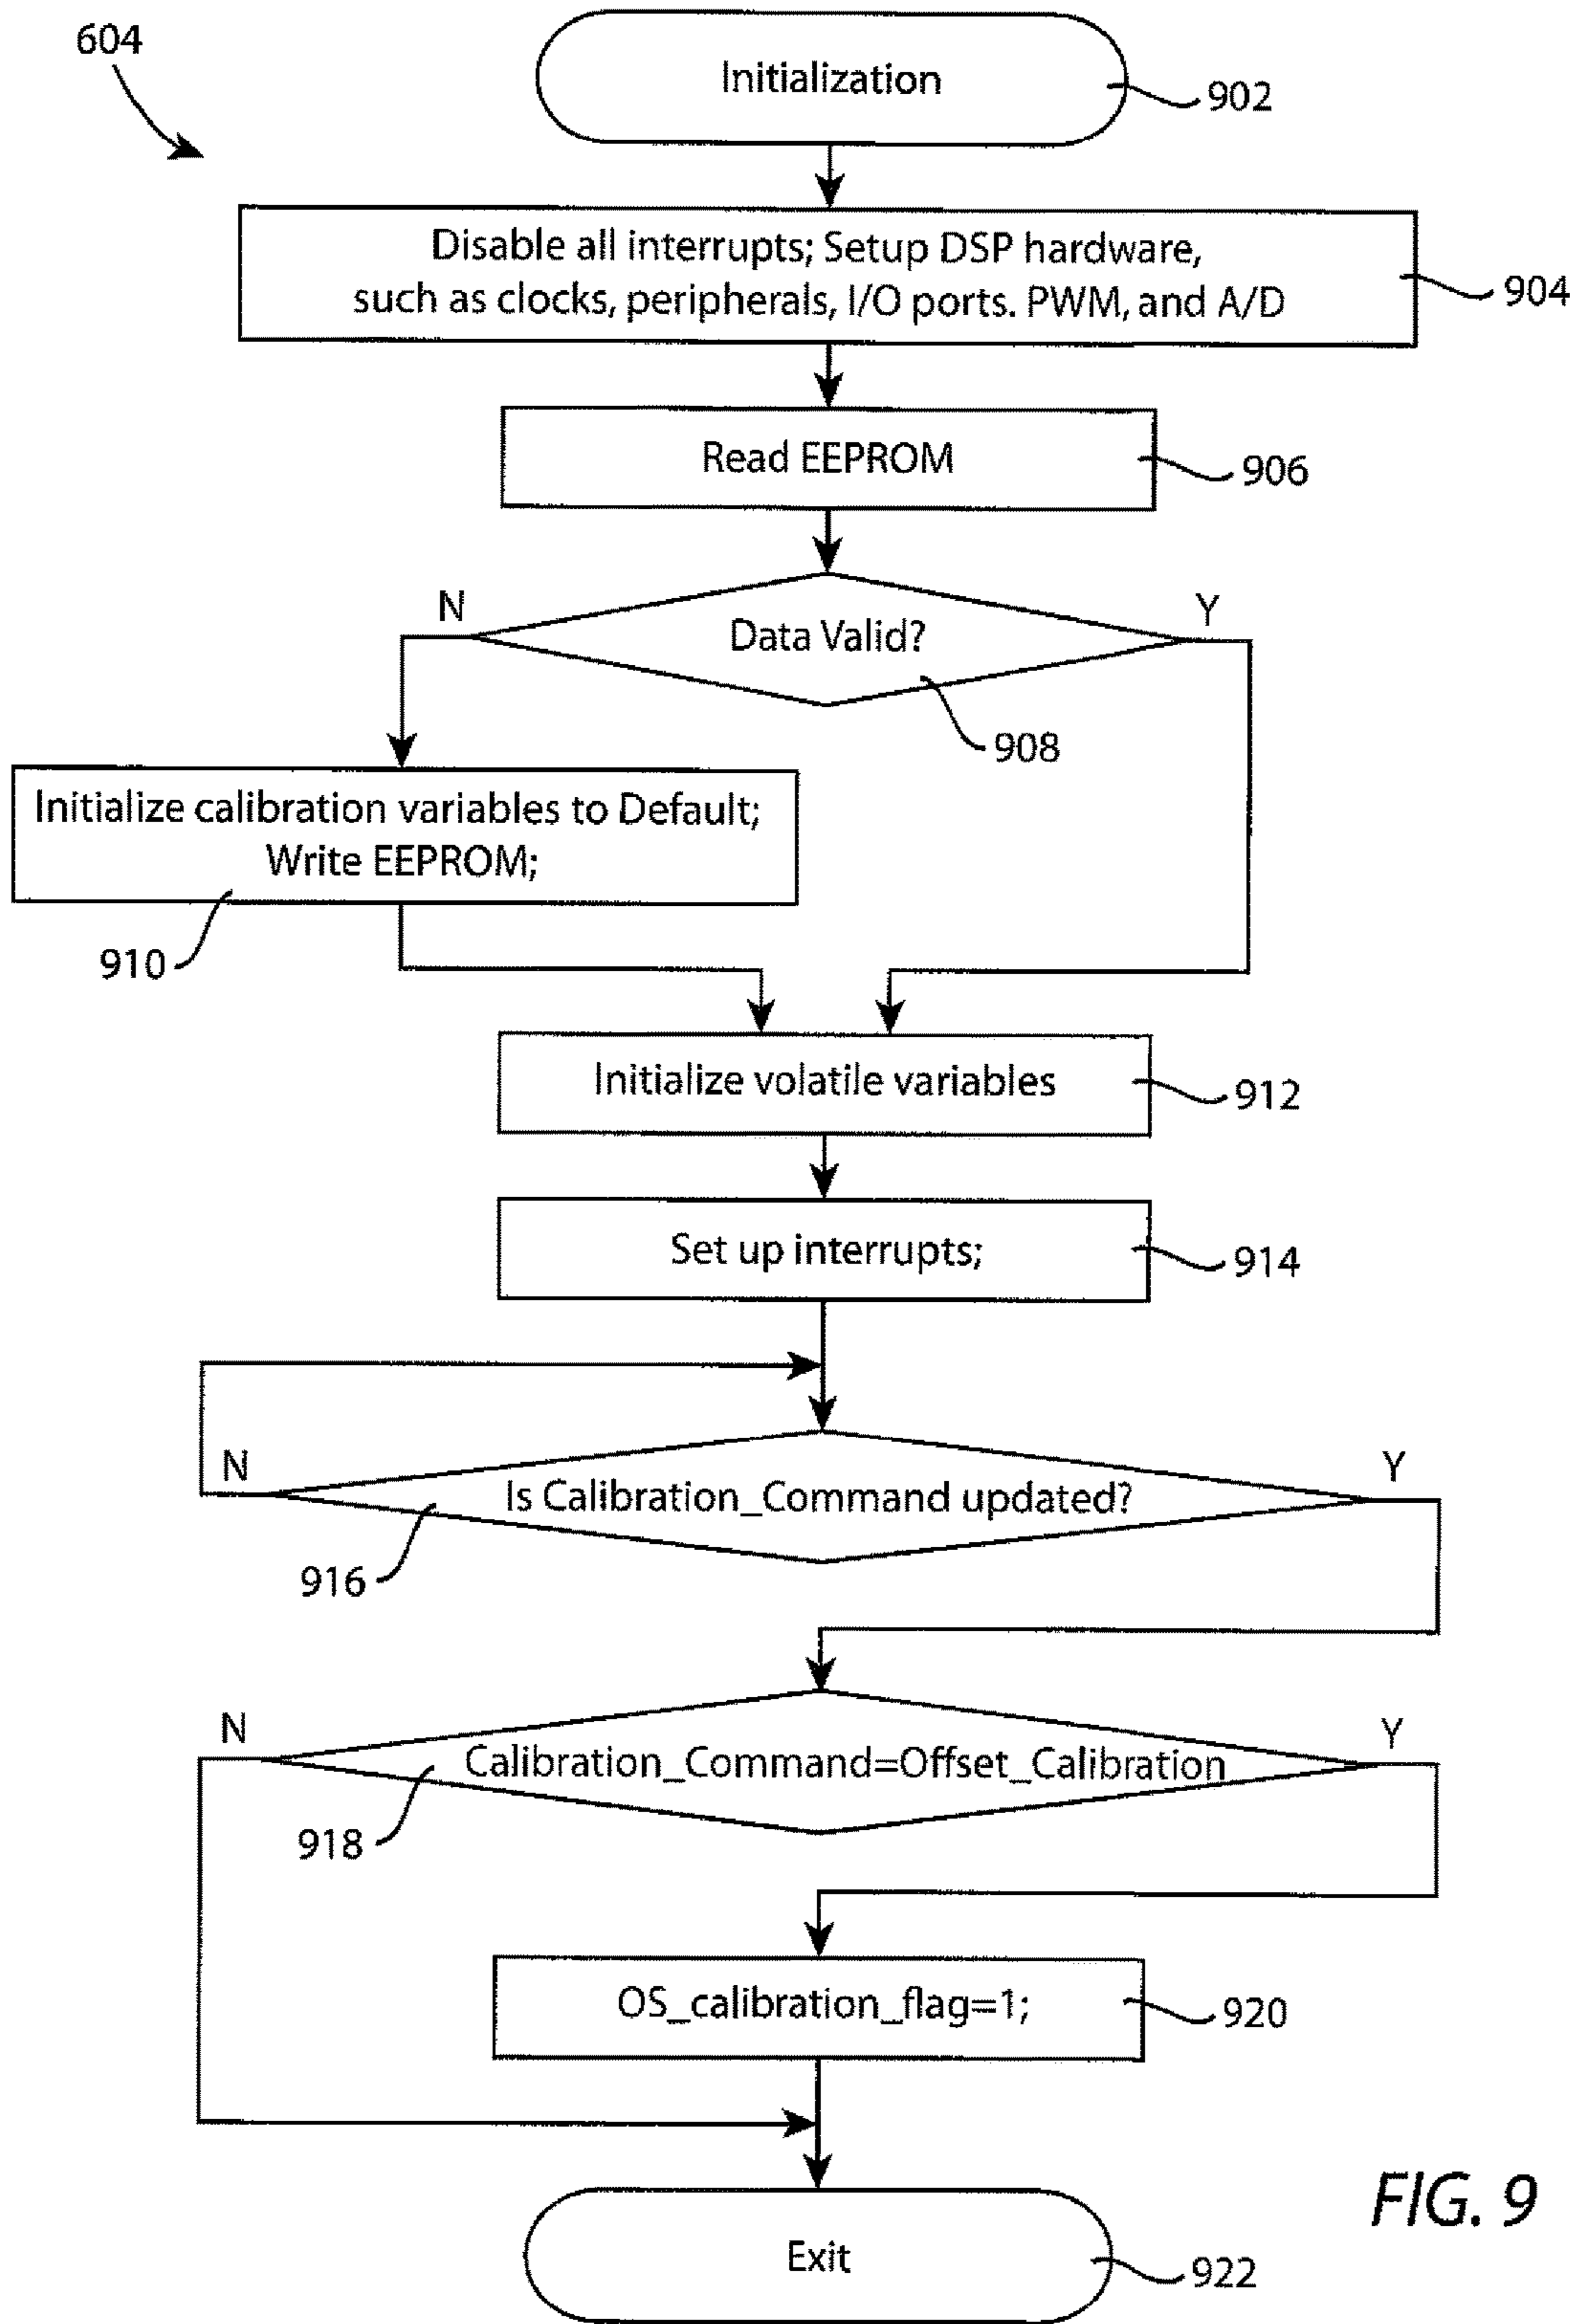 604
Initialization
902
Disable all interrupts; Setup DSP hardware,
such as clocks, peripherals, I/O ports. PWM, and A/D
904
Read EEPROM
906
N
Y
Data Valid?
908
Initialize calibration variables to Default;
Write EEPROM;
910
Initialize volatile variables
912
Set up interrupts;
914
N
Y
Is Calibration_Command updated?
916
N
Y
Calibration_Command=Offset_Calibration
918
OS_calibration_flag=1;
920
Exit
922
FIG. 9